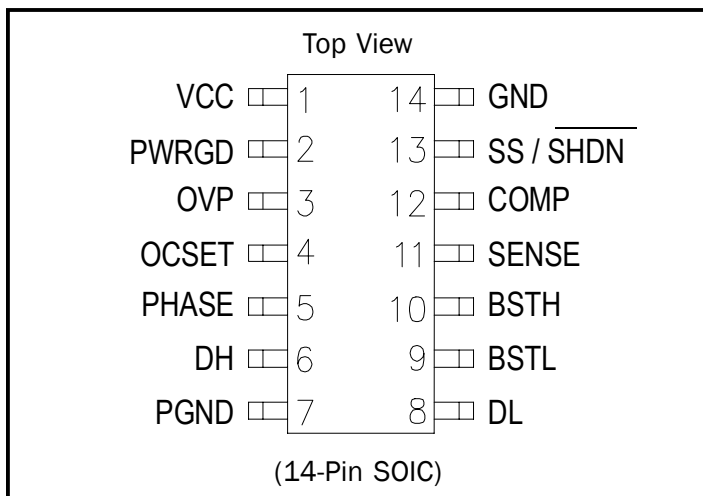 Top View
VCC 1 14 GND
PWRGD 2 13 SS / SHDN
OVP 3 12 COMP
OCSET 4 11 SENSE
PHASE 5 10 BSTH
DH 6 9 BSTL
PGND 7 8 DL
(14-Pin SOIC)